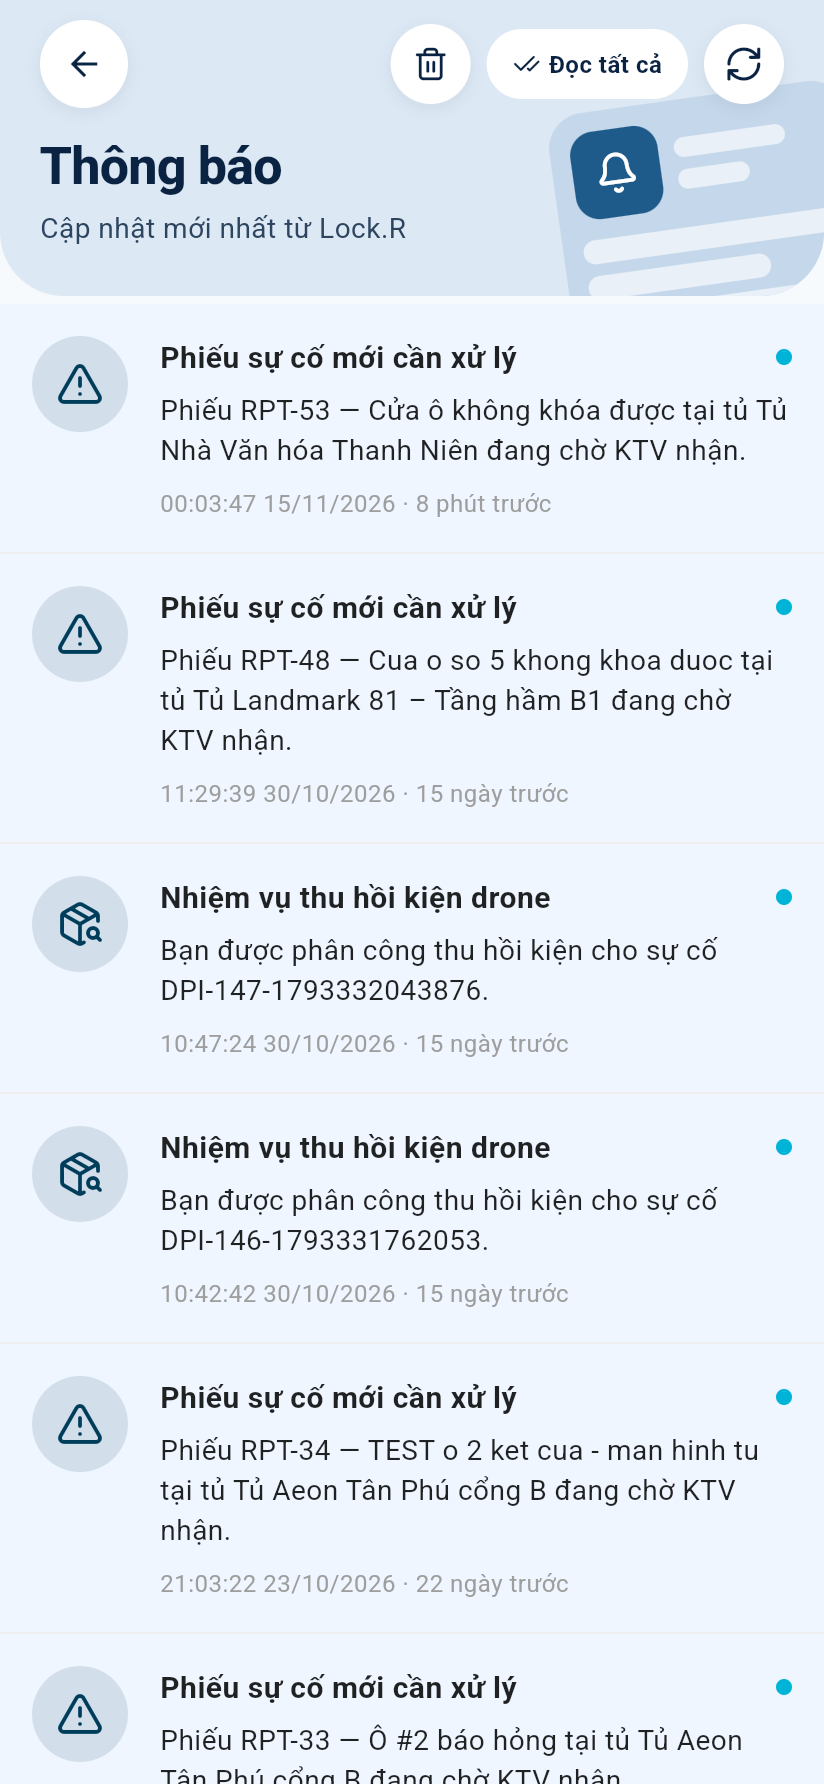 Đọc tất cả
Thông báo
Cập nhật mới nhất từ Lock.R
Phiếu sự cố mới cần xử lý
Phiếu RPT-53 — Cửa ô không khóa được tại tủ Tủ
Nhà Văn hóa Thanh Niên đang chờ KTV nhận.
00:03:47 15/11/2026 · 8 phút trước
Phiếu sự cố mới cần xử lý
Phiếu RPT-48 — Cua o so 5 khong khoa duoc tại
tủ Tủ Landmark 81 – Tầng hầm B1 đang chờ
KTV nhận.
11:29:39 30/10/2026 · 15 ngày trước
Nhiệm vụ thu hồi kiện drone
Bạn được phân công thu hồi kiện cho sự cố
DPI-147-1793332043876.
10:47:24 30/10/2026 · 15 ngày trước
Nhiệm vụ thu hồi kiện drone
Bạn được phân công thu hồi kiện cho sự cố
DPI-146-1793331762053.
10:42:42 30/10/2026 · 15 ngày trước
Phiếu sự cố mới cần xử lý
Phiếu RPT-34 — TEST o 2 ket cua - man hinh tu
tại tủ Tủ Aeon Tân Phú cổng B đang chờ KTV
nhận.
21:03:22 23/10/2026 · 22 ngày trước
Phiếu sự cố mới cần xử lý
Phiếu RPT-33 — Ô #2 báo hỏng tại tủ Tủ Aeon
Tân Phú cổng B đang chờ KTV nhận.